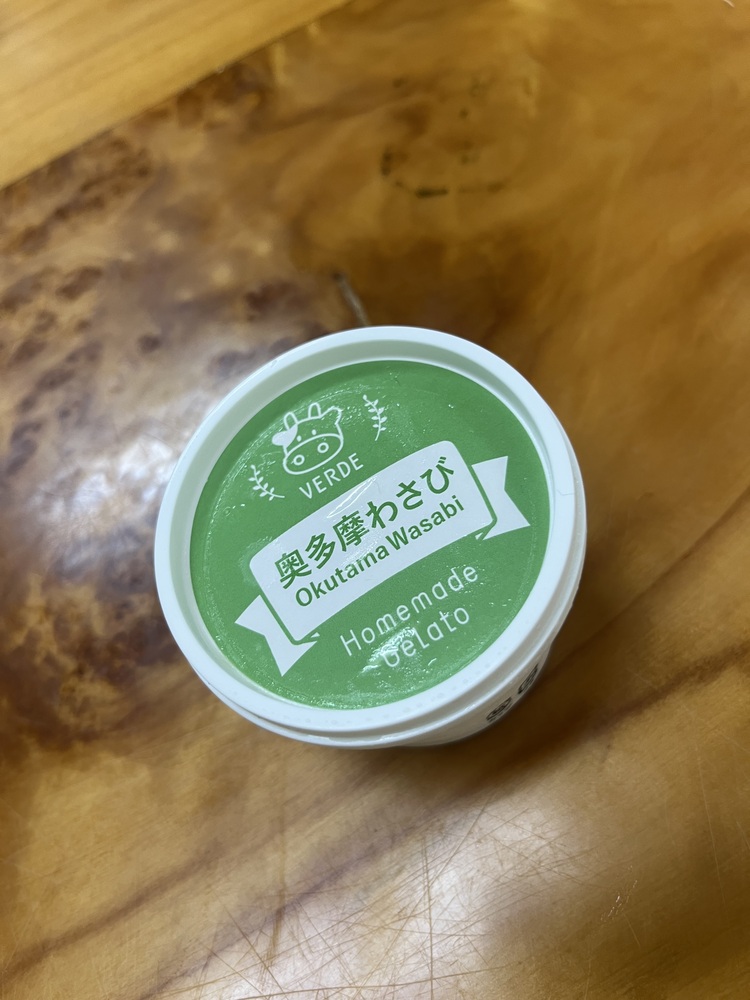 VERDE
奥多摩わさび
Okutama Wasabi
Homemade
Gelato